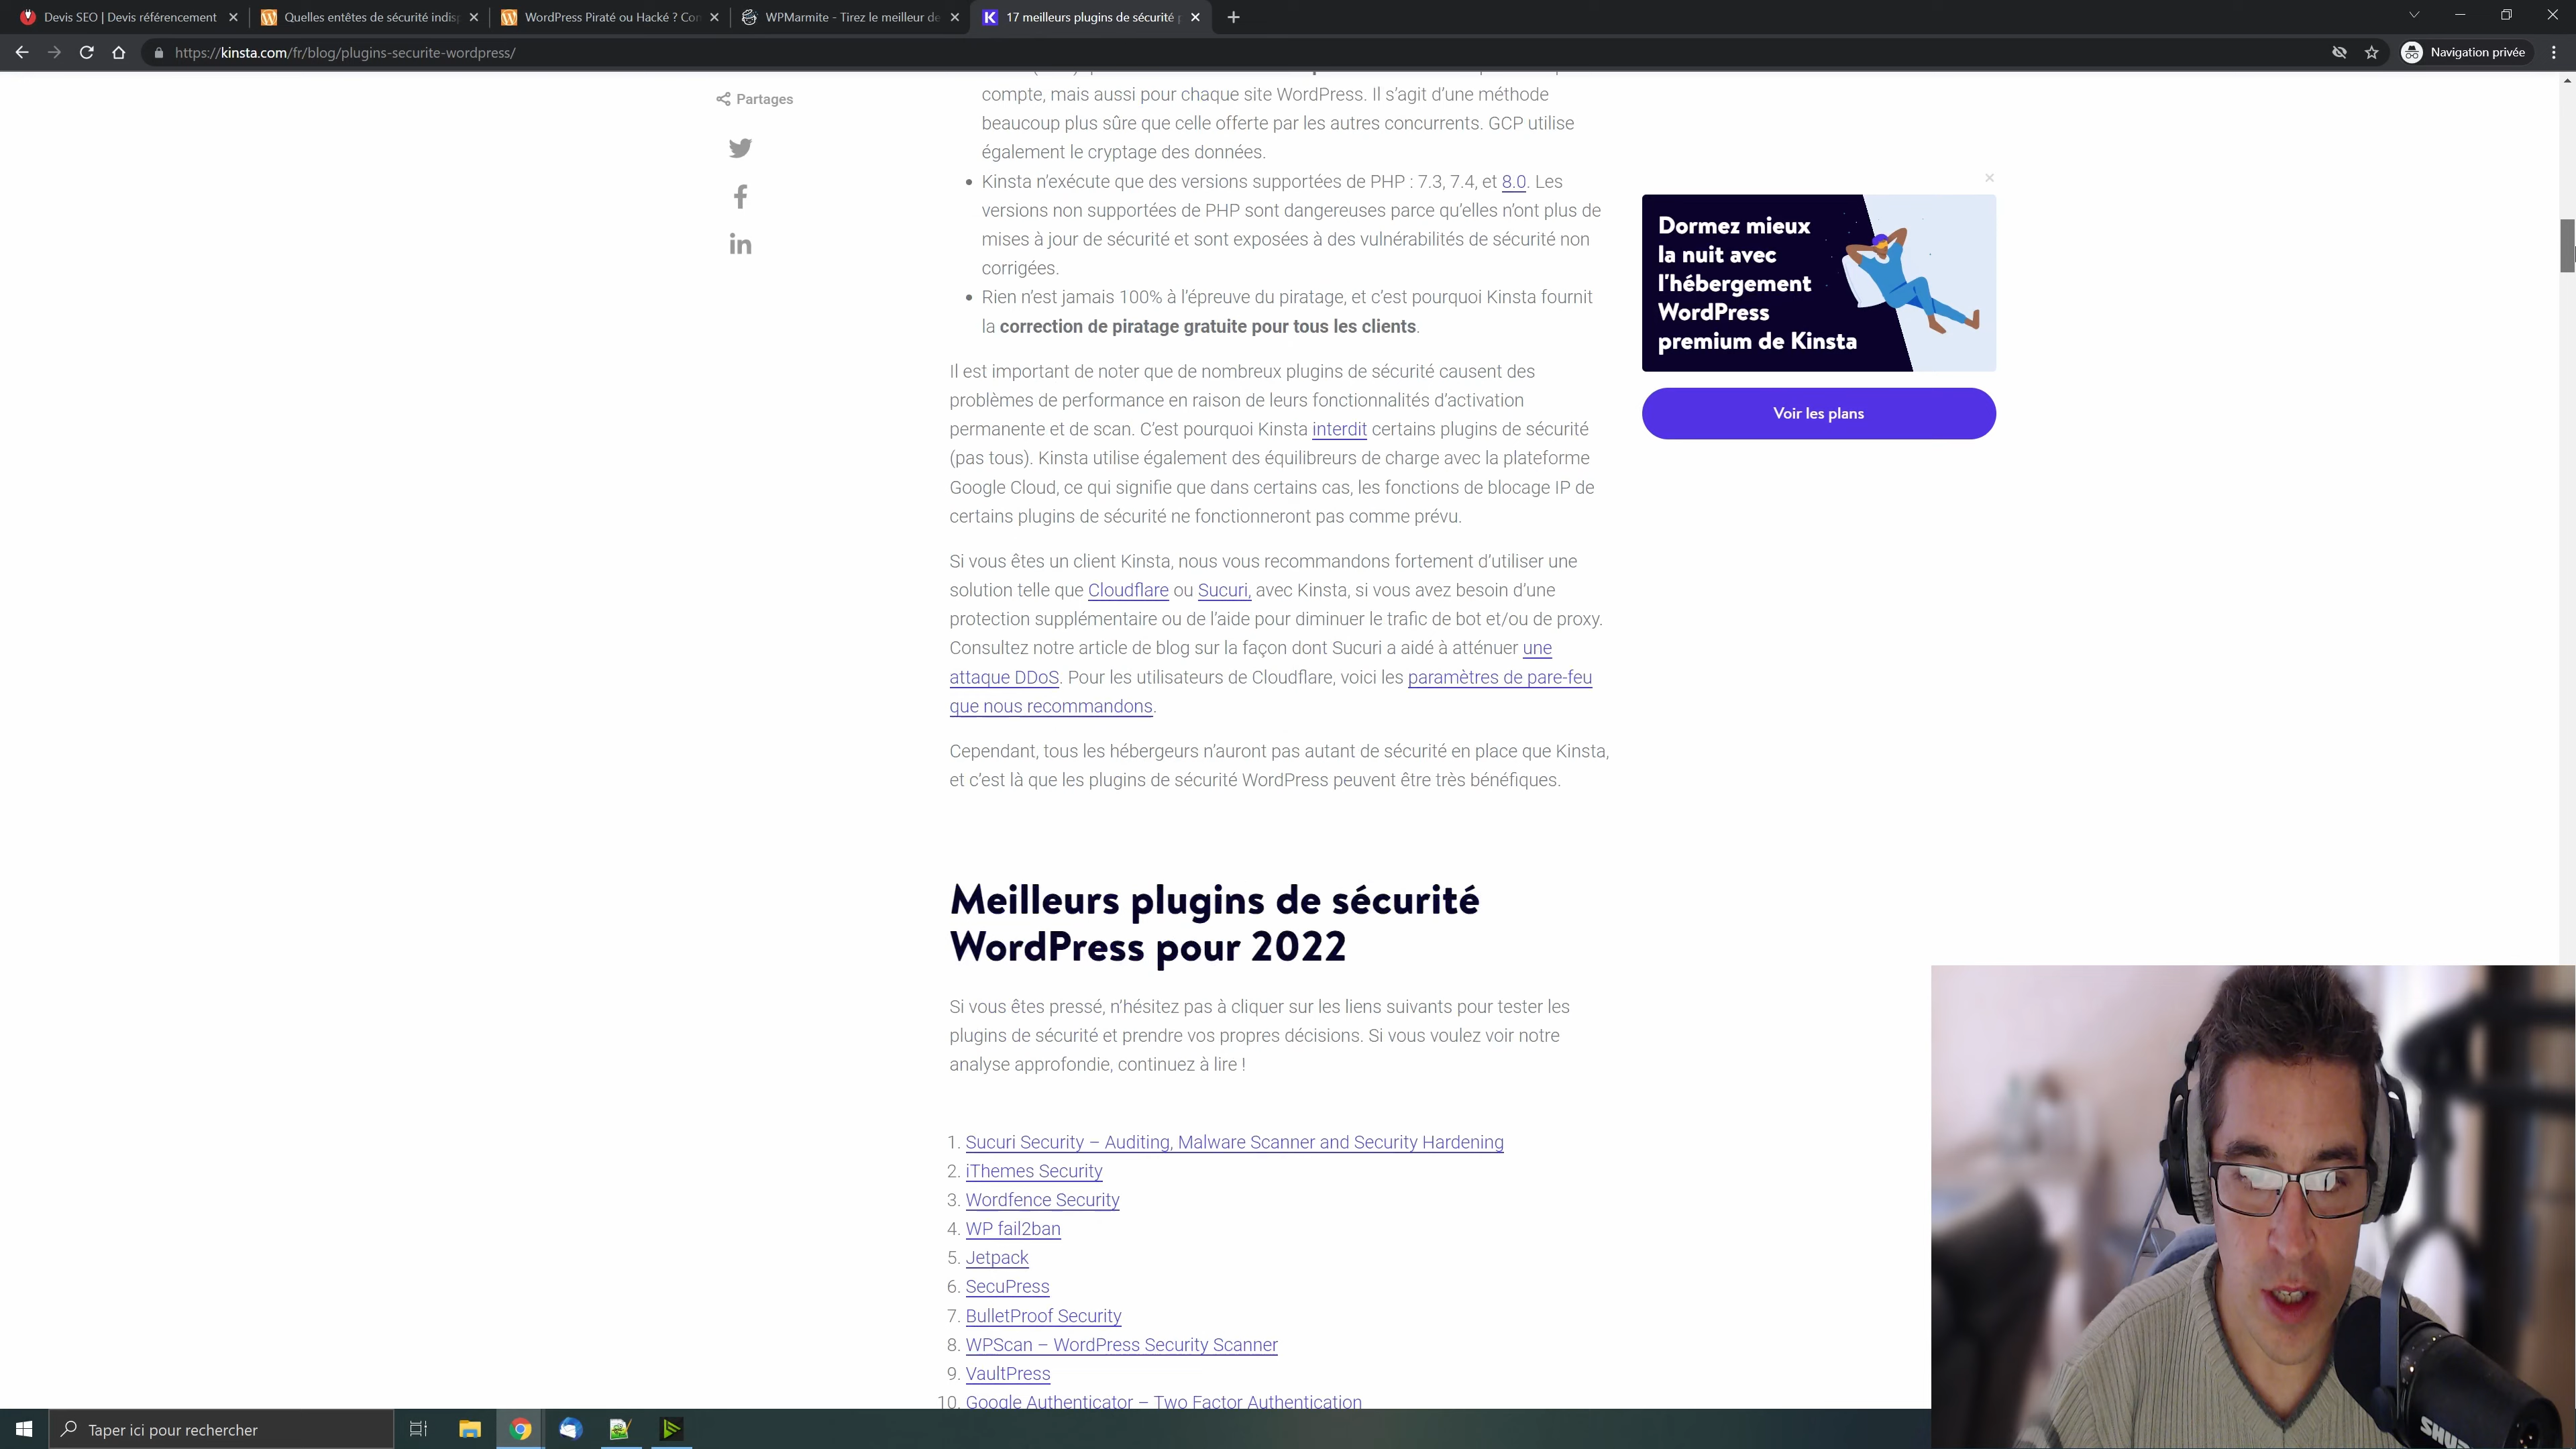 Devis SEO | Devis référencement
Quelles entêtes de sécurité indis
WordPress Piraté ou Hacké ? Con
WPMarmite - Tirez le meilleur de
17 meilleurs plugins de sécurité
https://kinsta.com/fr/blog/plugins-securite-wordpress/
Navigation privée
Partages
compte, mais aussi pour chaque site WordPress. Il s’agit d’une méthode
beaucoup plus sûre que celle offerte par les autres concurrents. GCP utilise
également le cryptage des données.
Kinsta n’exécute que des versions supportées de PHP : 7.3, 7.4, et 8.0. Les
versions non supportées de PHP sont dangereuses parce qu’elles n’ont plus de
mises à jour de sécurité et sont exposées à des vulnérabilités de sécurité non
corrigées.
Rien n’est jamais 100% à l’épreuve du piratage, et c’est pourquoi Kinsta fournit
la correction de piratage gratuite pour tous les clients.
Il est important de noter que de nombreux plugins de sécurité causent des
problèmes de performance en raison de leurs fonctionnalités d’activation
permanente et de scan. C’est pourquoi Kinsta interdit certains plugins de sécurité
(pas tous). Kinsta utilise également des équilibreurs de charge avec la plateforme
Google Cloud, ce qui signifie que dans certains cas, les fonctions de blocage IP de
certains plugins de sécurité ne fonctionneront pas comme prévu.
Si vous êtes un client Kinsta, nous vous recommandons fortement d’utiliser une
solution telle que Cloudflare ou Sucuri, avec Kinsta, si vous avez besoin d’une
protection supplémentaire ou de l’aide pour diminuer le trafic de bot et/ou de proxy.
Consultez notre article de blog sur la façon dont Sucuri a aidé à atténuer une
attaque DDoS. Pour les utilisateurs de Cloudflare, voici les paramètres de pare-feu
que nous recommandons.
Cependant, tous les hébergeurs n’auront pas autant de sécurité en place que Kinsta,
et c’est là que les plugins de sécurité WordPress peuvent être très bénéfiques.
Meilleurs plugins de sécurité
WordPress pour 2022
Si vous êtes pressé, n’hésitez pas à cliquer sur les liens suivants pour tester les
plugins de sécurité et prendre vos propres décisions. Si vous voulez voir notre
analyse approfondie, continuez à lire !
1. Sucuri Security – Auditing, Malware Scanner and Security Hardening
2. iThemes Security
3. Wordfence Security
4. WP fail2ban
5. Jetpack
6. SecuPress
7. BulletProof Security
8. WPScan – WordPress Security Scanner
9. VaultPress
10. Google Authenticator – Two Factor Authentication
Dormez mieux
la nuit avec
l’hébergement
WordPress
premium de Kinsta
Voir les plans
Taper ici pour rechercher